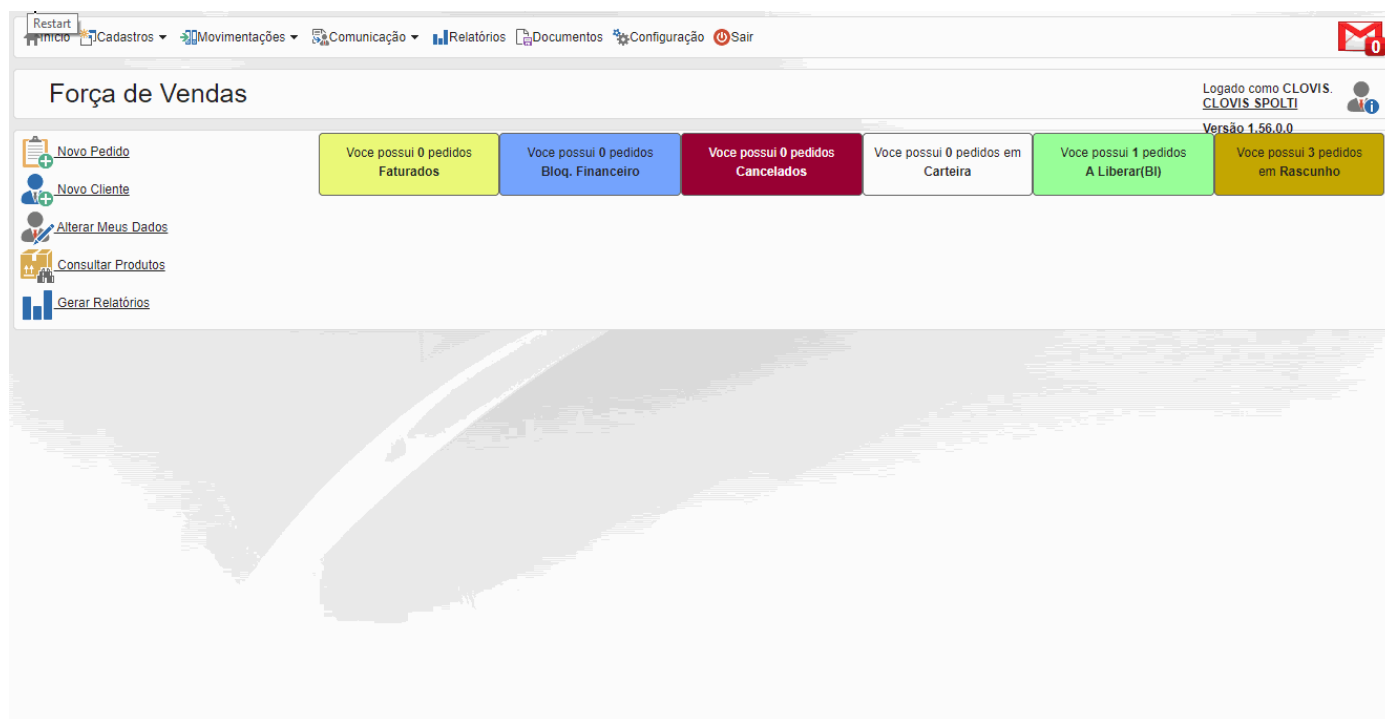 Restart
Início Cadastros Movimentações Comunicação Relatórios Documentos Configuração Sair
0
Força de Vendas
Logado como CLOVIS.
CLOVIS SPOLTI
Versão 1.56.0.0
Novo Pedido
Novo Cliente
Alterar Meus Dados
Consultar Produtos
Gerar Relatórios
Voce possui 0 pedidos
Faturados
Voce possui 0 pedidos
Bloq. Financeiro
Voce possui 0 pedidos
Cancelados
Voce possui 0 pedidos em
Carteira
Voce possui 1 pedidos
A Liberar(BI)
Voce possui 3 pedidos
em Rascunho